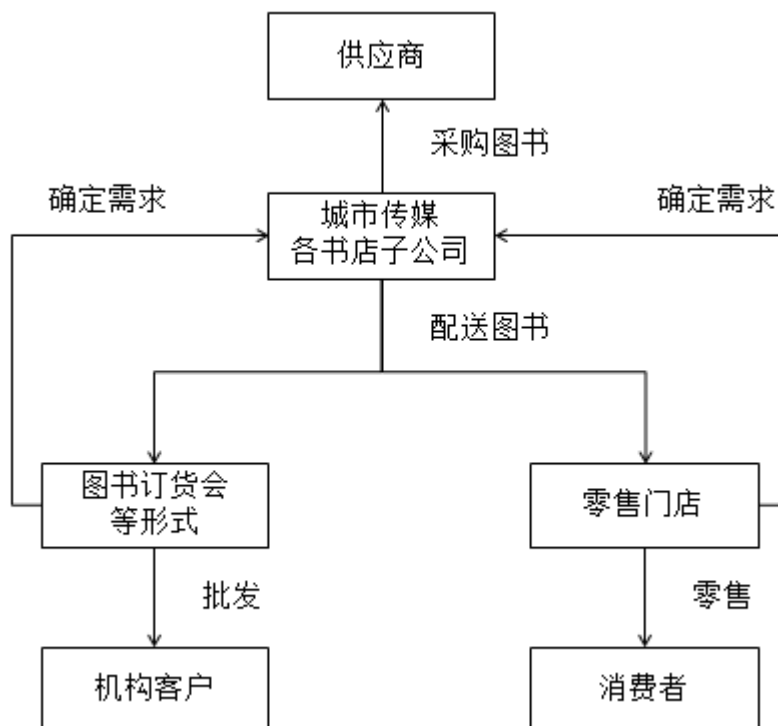 供应商
采购图书
确定需求
确定需求
城市传媒
各书店子公司
配送图书
图书订货会
等形式
零售门店
批发
零售
机构客户
消费者